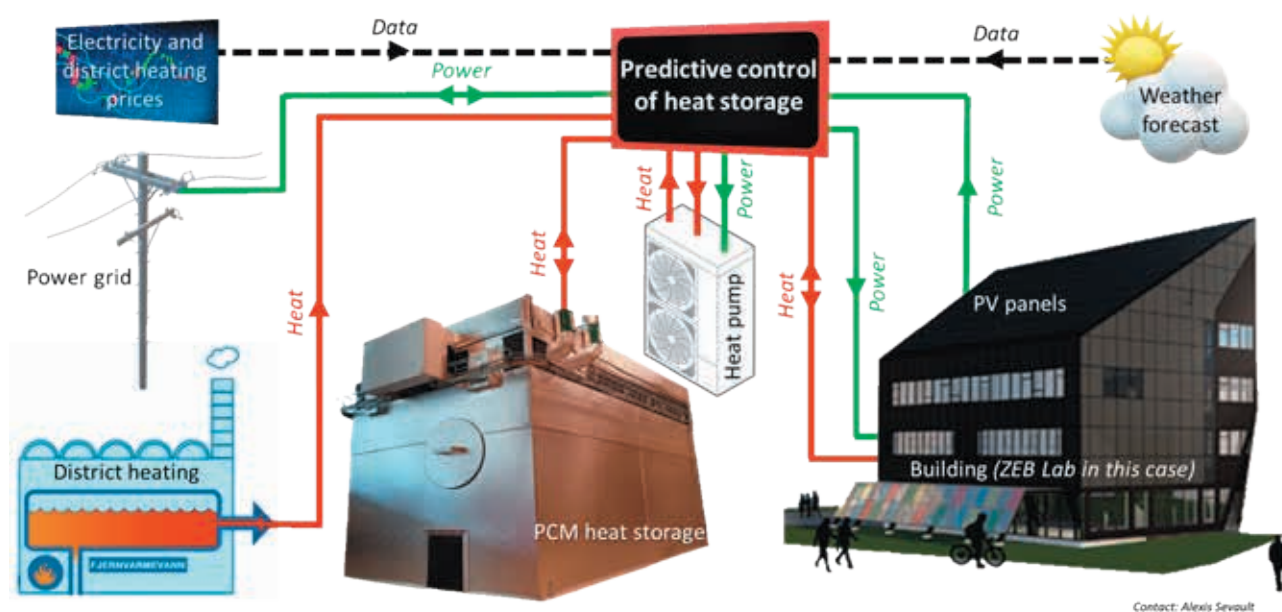 Electricity and
district heating
prices
Data
Power
Predictive control
of heat storage
Data
Weather
forecast
Power grid
Heat
Heat
Heat
Power
Heat pump
Heat
Power
Power
PV panels
District heating
FJERNVARMEVANN
PCM heat storage
Building (ZEB Lab in this case)
Contact: Alexis Sevault